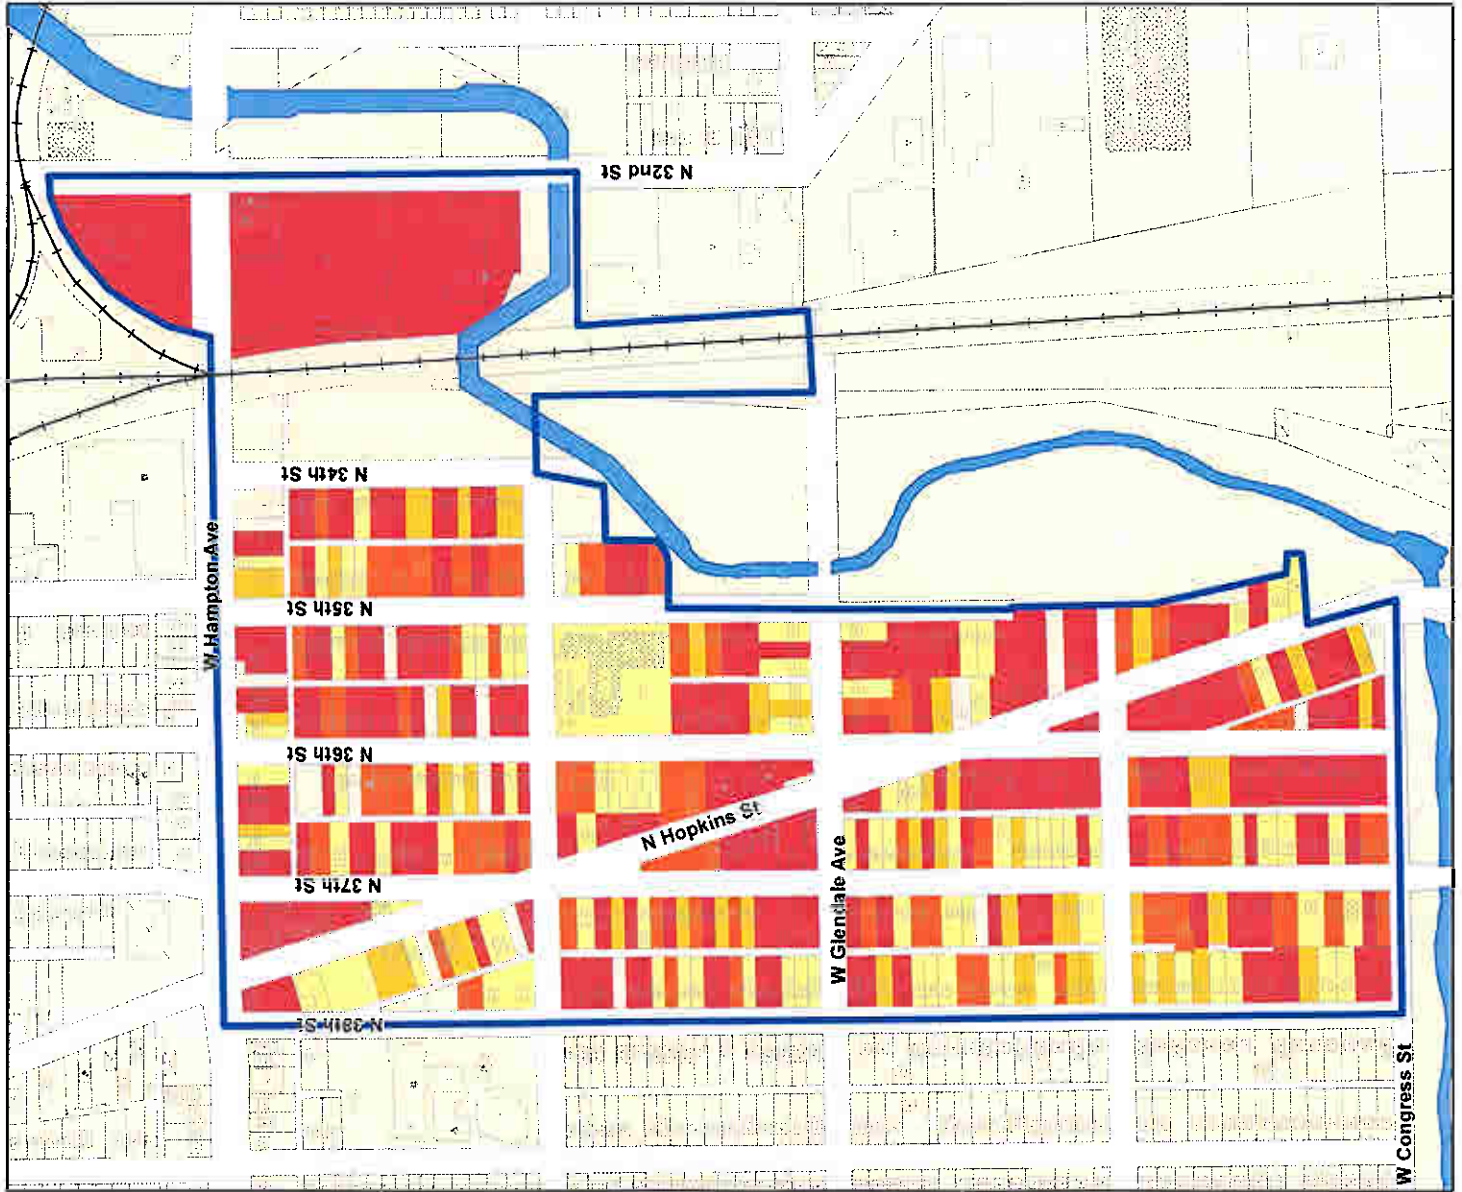 N 32nd St
N 34th St
W Hampton Ave
N 35th St
N 36th St
N Hopkins St
W Glendale Ave
N 37th St
N 38th St
W Congress St